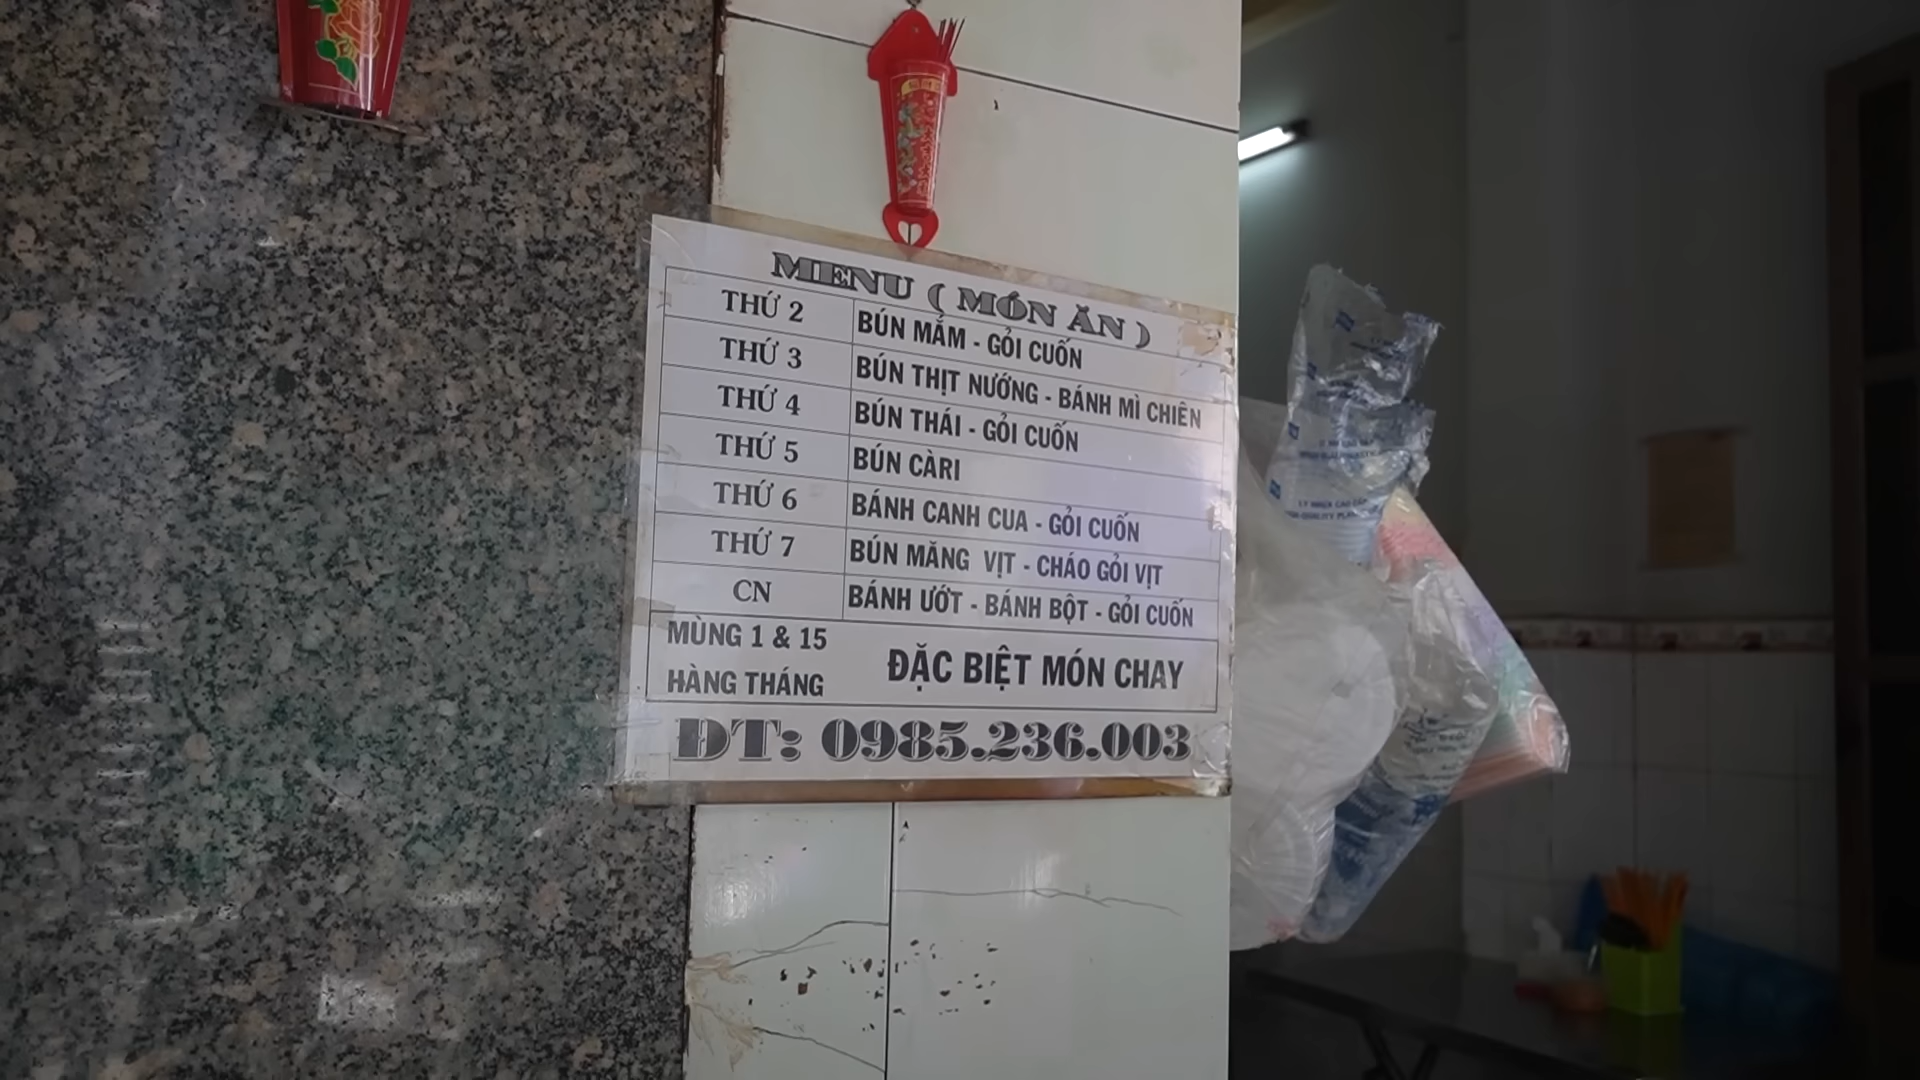 MENU ( MÓN ĂN )
THỨ 2 BÚN MẮM - GỎI CUỐN
THỨ 3 BÚN THỊT NƯỚNG - BÁNH MÌ CHIÊN
THỨ 4 BÚN THÁI - GỎI CUỐN
THỨ 5 BÚN CÀRI
THỨ 6 BÁNH CANH CUA - GỎI CUỐN
THỨ 7 BÚN MĂNG VỊT - CHÁO GỎI VỊT
CN BÁNH ƯỚT - BÁNH BỘT - GỎI CUỐN
MÙNG 1 & 15
HÀNG THÁNG
ĐẶC BIỆT MÓN CHAY
ĐT: 0985.236.003